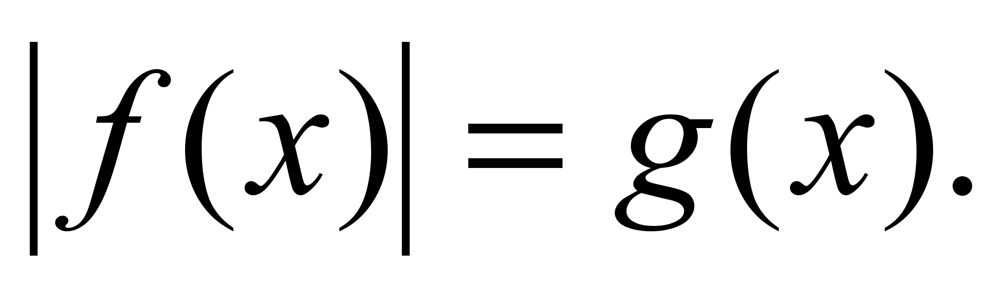 |f(x)| = g(x).